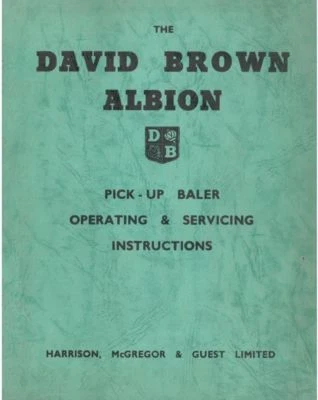 THE
DAVID BROWN
ALBION
D
B
PICK-UP BALER
OPERATING & SERVICING
INSTRUCTIONS
HARRISON, McGREGOR & GUEST LIMITED